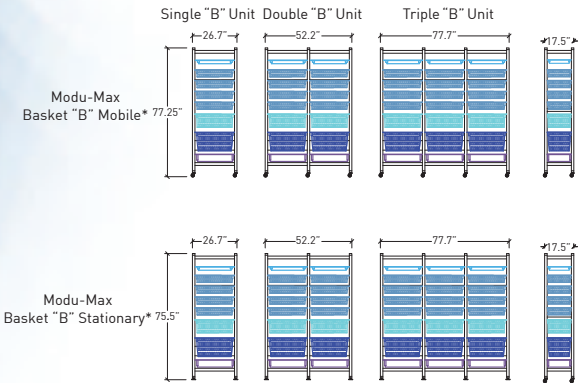 Single “B” Unit Double “B” Unit Triple “B” Unit
26.7” 52.2” 77.7” 17.5”
Modu-Max
Basket “B” Mobile* 77.25”
26.7” 52.2” 77.7” 17.5”
Modu-Max
Basket “B” Stationary* 75.5”